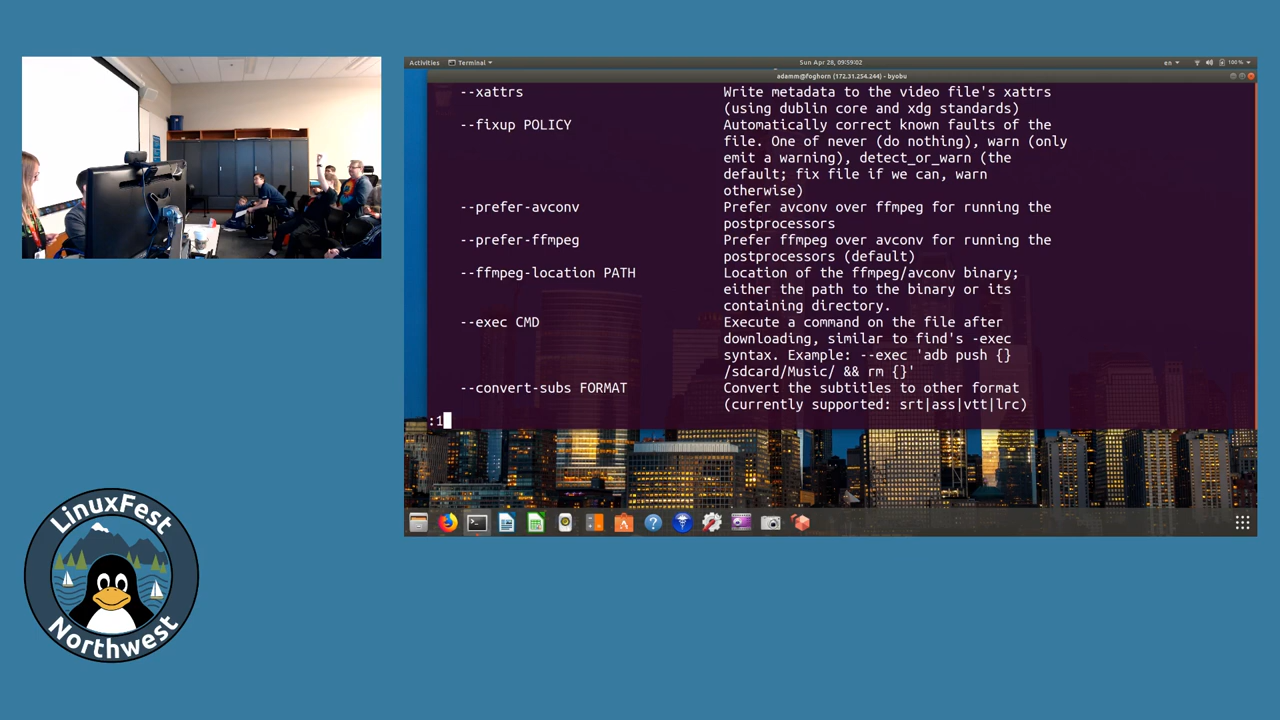 Activities
Terminal
Sun Apr 28, 09:59:02
en
100 %
adamm@foghorn (172.31.254.244) - byobu
--xattrs Write metadata to the video file's xattrs
(using dublin core and xdg standards)
--fixup POLICY Automatically correct known faults of the
file. One of never (do nothing), warn (only
emit a warning), detect_or_warn (the
default; fix file if we can, warn
otherwise)
--prefer-avconv Prefer avconv over ffmpeg for running the
postprocessors
--prefer-ffmpeg Prefer ffmpeg over avconv for running the
postprocessors (default)
--ffmpeg-location PATH Location of the ffmpeg/avconv binary;
either the path to the binary or its
containing directory.
--exec CMD Execute a command on the file after
downloading, similar to find's -exec
syntax. Example: --exec 'adb push {}
/sdcard/Music/ && rm {}'
--convert-subs FORMAT Convert the subtitles to other format
(currently supported: srt|ass|vtt|lrc)
:1
LinuxFest
Northwest